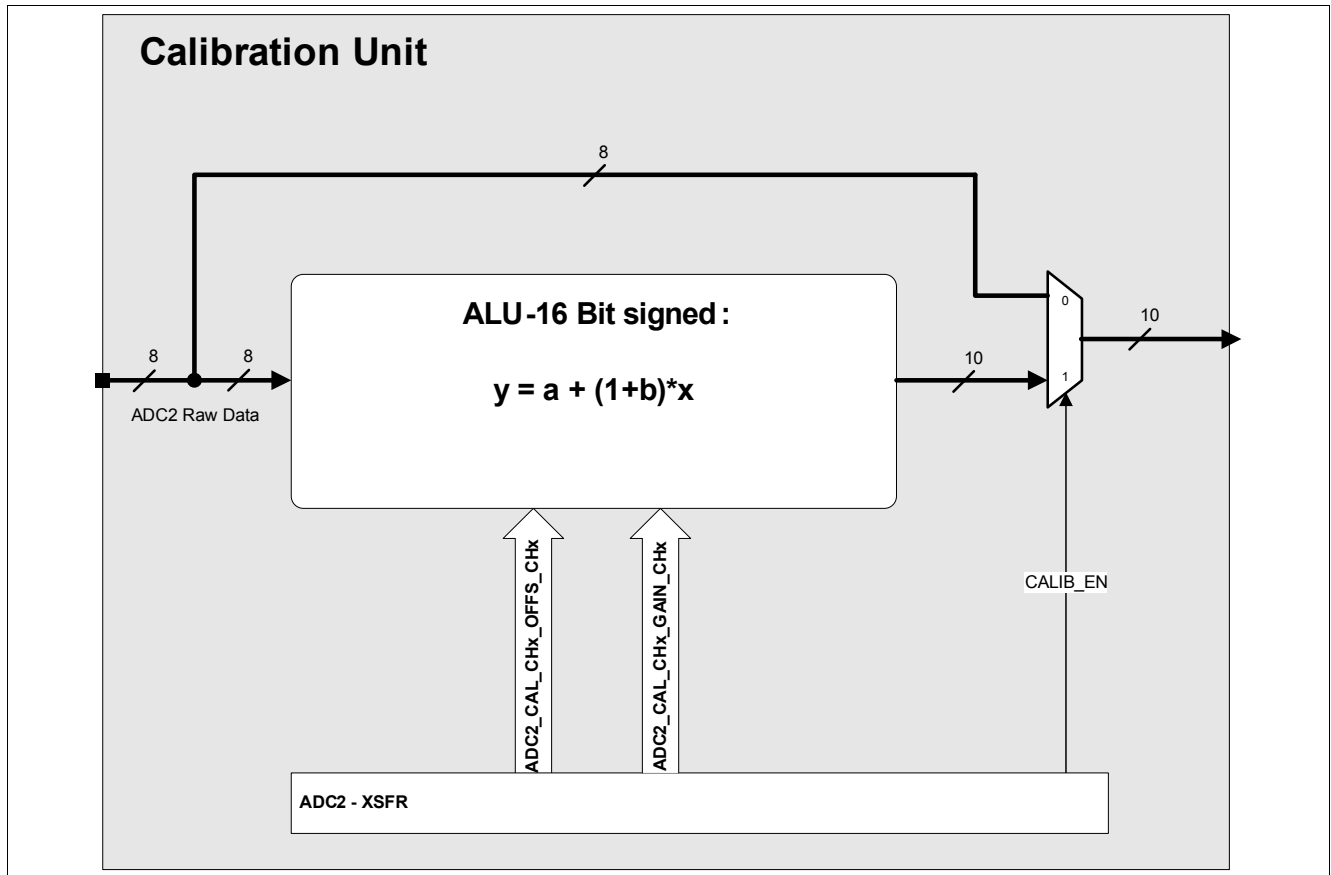 Calibration Unit
8
0
10
ALU-16 Bit signed:
y = a + (1+b)*x
8
8
10
1
ADC2 Raw Data
ADC2_CAL_CHx_OFFS_CHx
ADC2_CAL_CHx_GAIN_CHx
CALIB_EN
ADC2 - XSFR